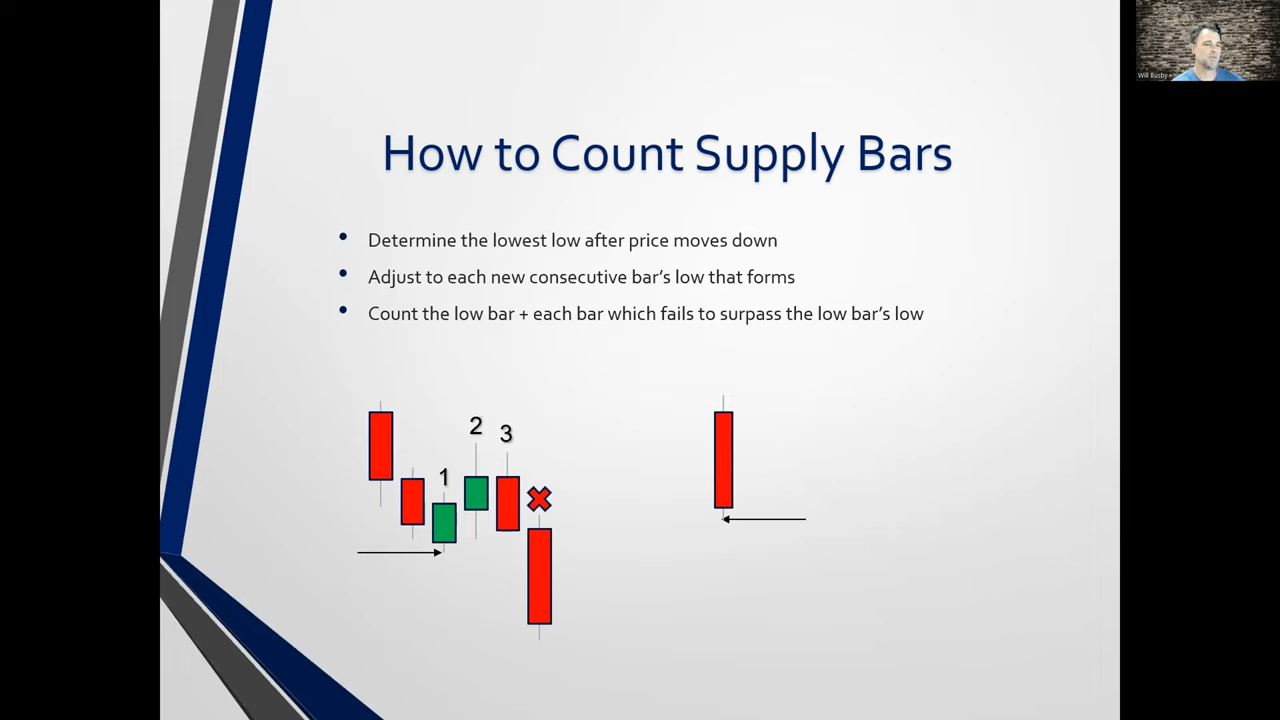 How to Count Supply Bars
• Determine the lowest low after price moves down
• Adjust to each new consecutive bar’s low that forms
• Count the low bar + each bar which fails to surpass the low bar’s low
1
2
3
Will Busby